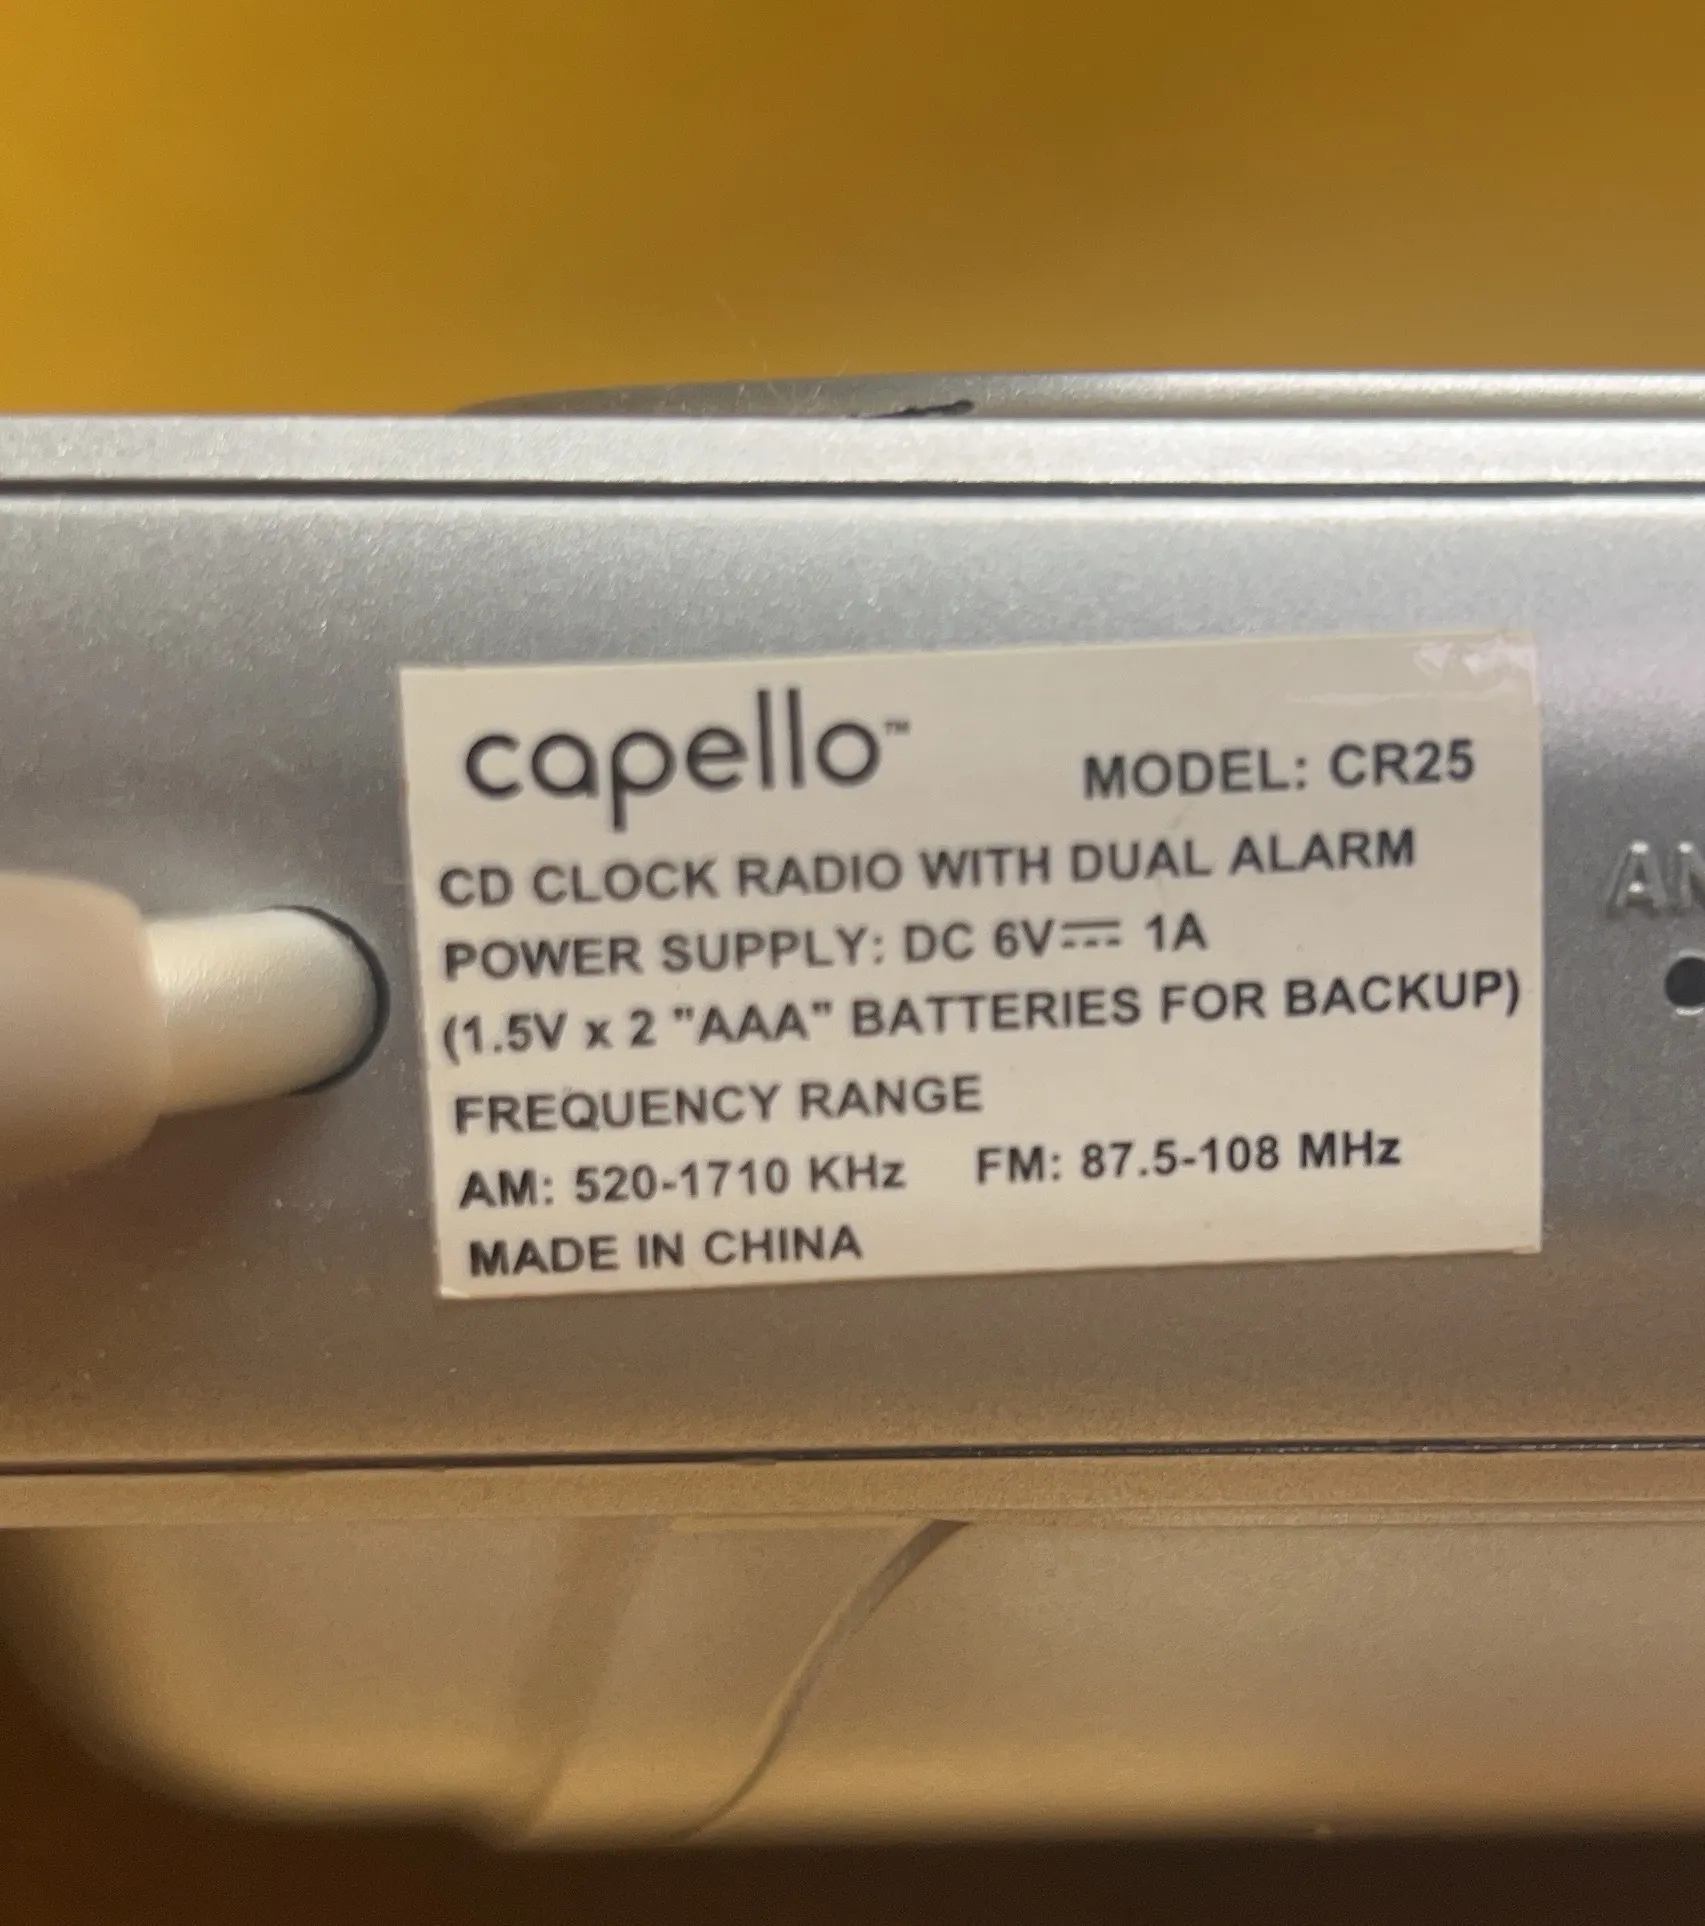 capello™ MODEL: CR25
CD CLOCK RADIO WITH DUAL ALARM
POWER SUPPLY: DC 6V⎓ 1A
(1.5V x 2 "AAA" BATTERIES FOR BACKUP)
FREQUENCY RANGE
AM: 520-1710 KHz FM: 87.5-108 MHz
MADE IN CHINA